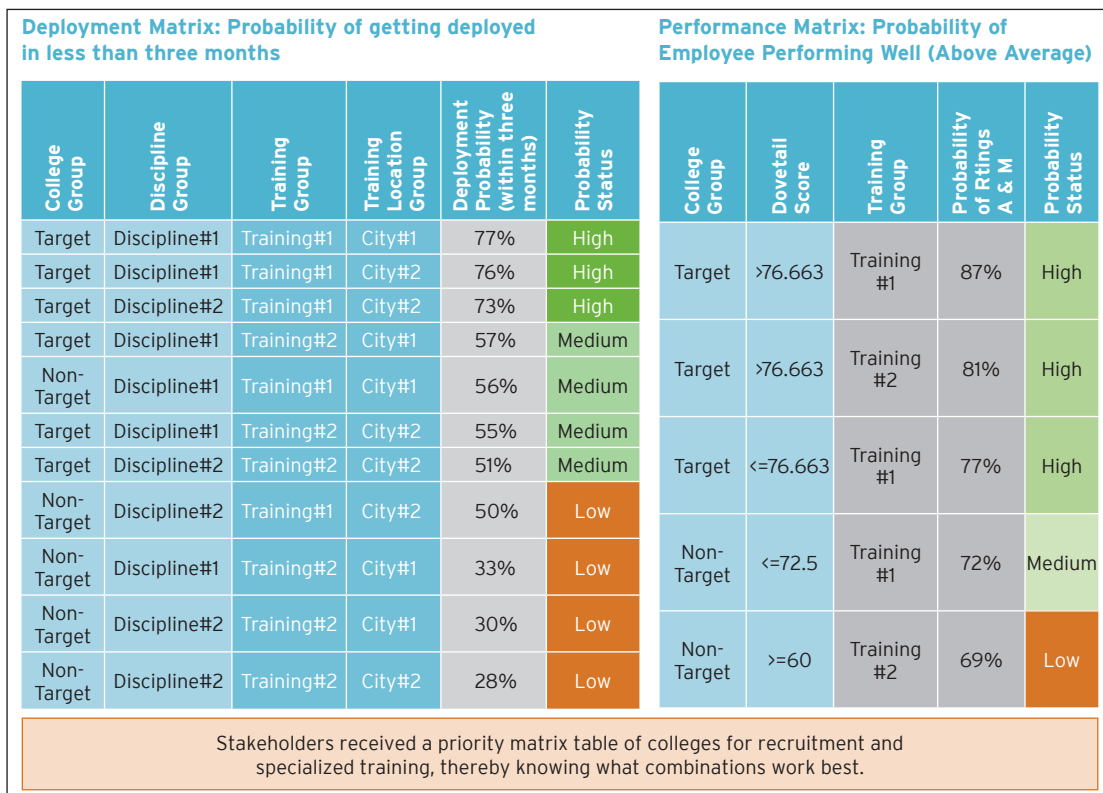 Deployment Matrix: Probability of getting deployed
in less than three months
College
Group
Discipline
Group
Training
Group
Training
Location
Group
Deployment
Probability
(within three
months)
Probability
Status
Target Discipline#1 Training#1 City#1 77% High
Target Discipline#1 Training#1 City#2 76% High
Target Discipline#2 Training#1 City#2 73% High
Target Discipline#1 Training#2 City#1 57% Medium
Non-
Target Discipline#1 Training#1 City#1 56% Medium
Target Discipline#1 Training#2 City#2 55% Medium
Target Discipline#2 Training#2 City#2 51% Medium
Non-
Target Discipline#2 Training#1 City#2 50% Low
Non-
Target Discipline#1 Training#2 City#1 33% Low
Non-
Target Discipline#2 Training#2 City#1 30% Low
Non-
Target Discipline#2 Training#2 City#2 28% Low
Performance Matrix: Probability of
Employee Performing Well (Above Average)
College
Group
Dovetail
Score
Training
Group
Probability
of Rtings
A & M
Probability
Status
Target >76.663 Training
#1 87% High
Target >76.663 Training
#2 81% High
Target <=76.663 Training
#1 77% High
Non-
Target <=72.5 Training
#1 72% Medium
Non-
Target >=60 Training
#2 69% Low
Stakeholders received a priority matrix table of colleges for recruitment and
specialized training, thereby knowing what combinations work best.